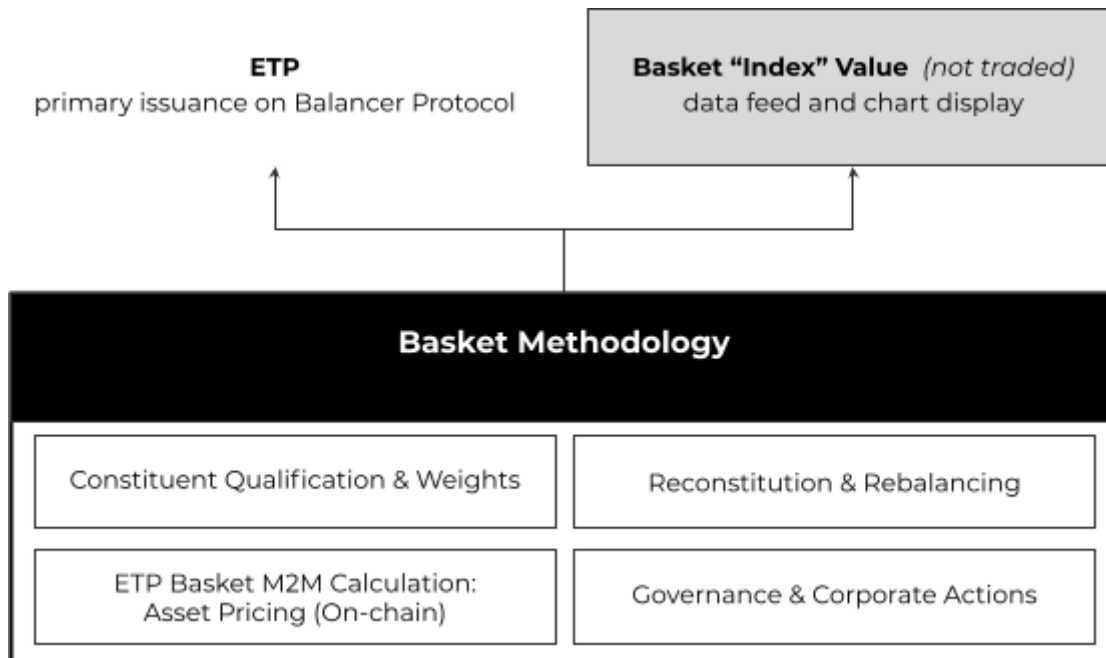 ETP
primary issuance on Balancer Protocol
Basket “Index” Value (not traded)
data feed and chart display
Basket Methodology
Constituent Qualification & Weights
Reconstitution & Rebalancing
ETP Basket M2M Calculation:
Asset Pricing (On-chain)
Governance & Corporate Actions